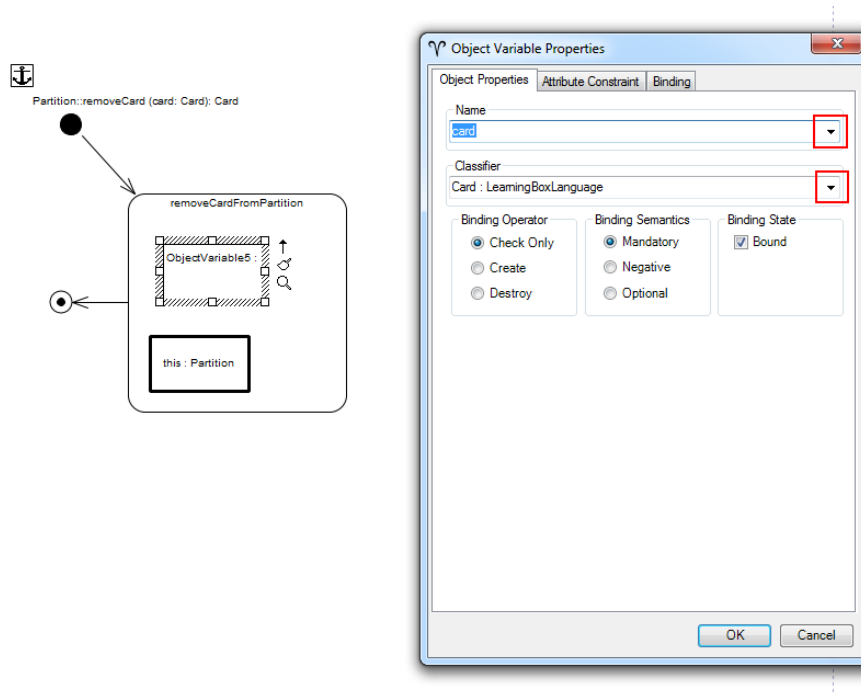 Partition::removeCard (card: Card): Card
removeCardFromPartition
ObjectVariable5 :
this : Partition
Object Variable Properties
Object Properties Attribute Constraint Binding
Name
card
Classifier
Card : LearningBoxLanguage
Binding Operator Binding Semantics Binding State
Check Only Mandatory Bound
Create Negative
Destroy Optional
OK Cancel